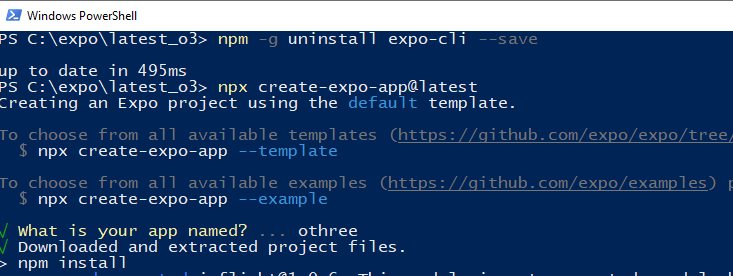 Windows PowerShell
PS C:\expo\latest_o3> npm -g uninstall expo-cli --save
up to date in 495ms
PS C:\expo\latest_o3> npx create-expo-app@latest
Creating an Expo project using the default template.
To choose from all available templates (https://github.com/expo/expo/tree/
$ npx create-expo-app --template
To choose from all available examples (https://github.com/expo/examples) p
$ npx create-expo-app --example
√ What is your app named? ... othree
√ Downloaded and extracted project files.
> npm install